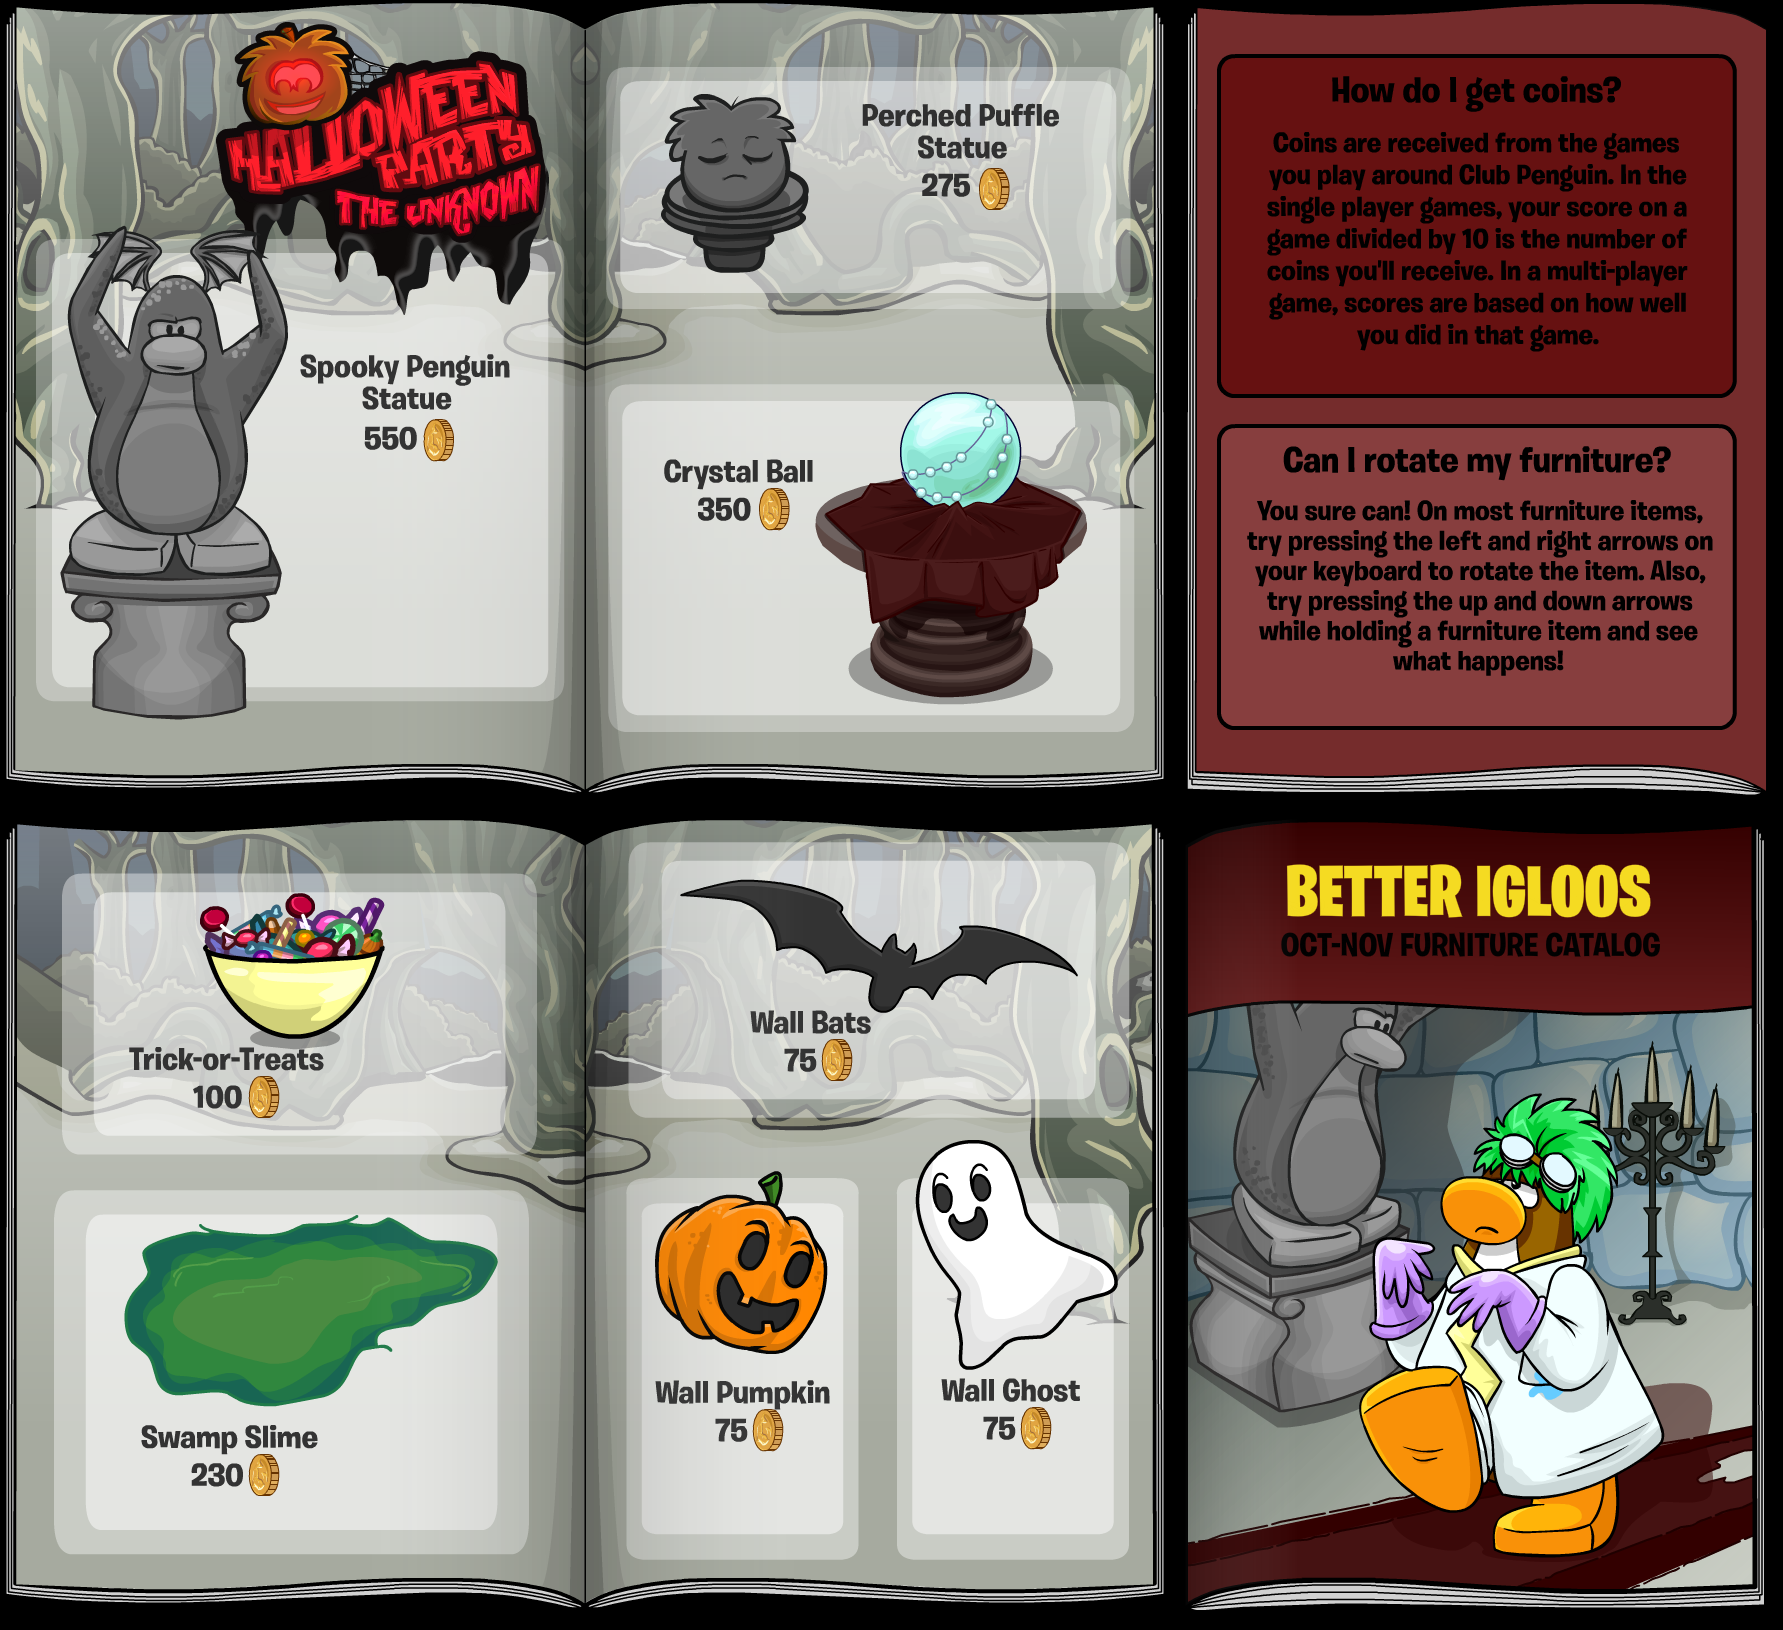 HALLOWEEN
PARTY
THE UNKNOWN
Spooky Penguin
Statue
550
Perched Puffle
Statue
275
Crystal Ball
350
How do I get coins?
Coins are received from the games
you play around Club Penguin. In the
single player games, your score on a
game divided by 10 is the number of
coins you'll receive. In a multi-player
game, scores are based on how well
you did in that game.
Can I rotate my furniture?
You sure can! On most furniture items,
try pressing the left and right arrows on
your keyboard to rotate the item. Also,
try pressing the up and down arrows
while holding a furniture item and see
what happens!
Trick-or-Treats
100
Swamp Slime
230
Wall Bats
75
Wall Pumpkin
75
Wall Ghost
75
BETTER IGLOOS
OCT-NOV FURNITURE CATALOG